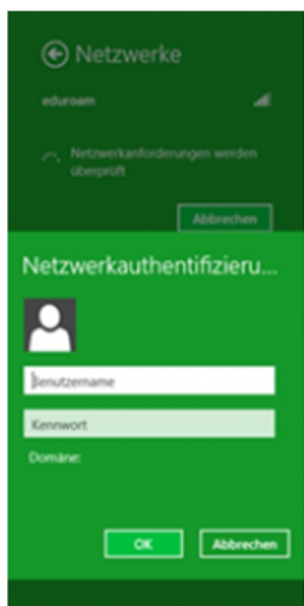 Netzwerke
eduroam
Netzwerkanforderungen werden
überprüft
Abbrechen
Netzwerkauthentifizieru...
Benutzername
Kennwort
Domäne:
OK
Abbrechen